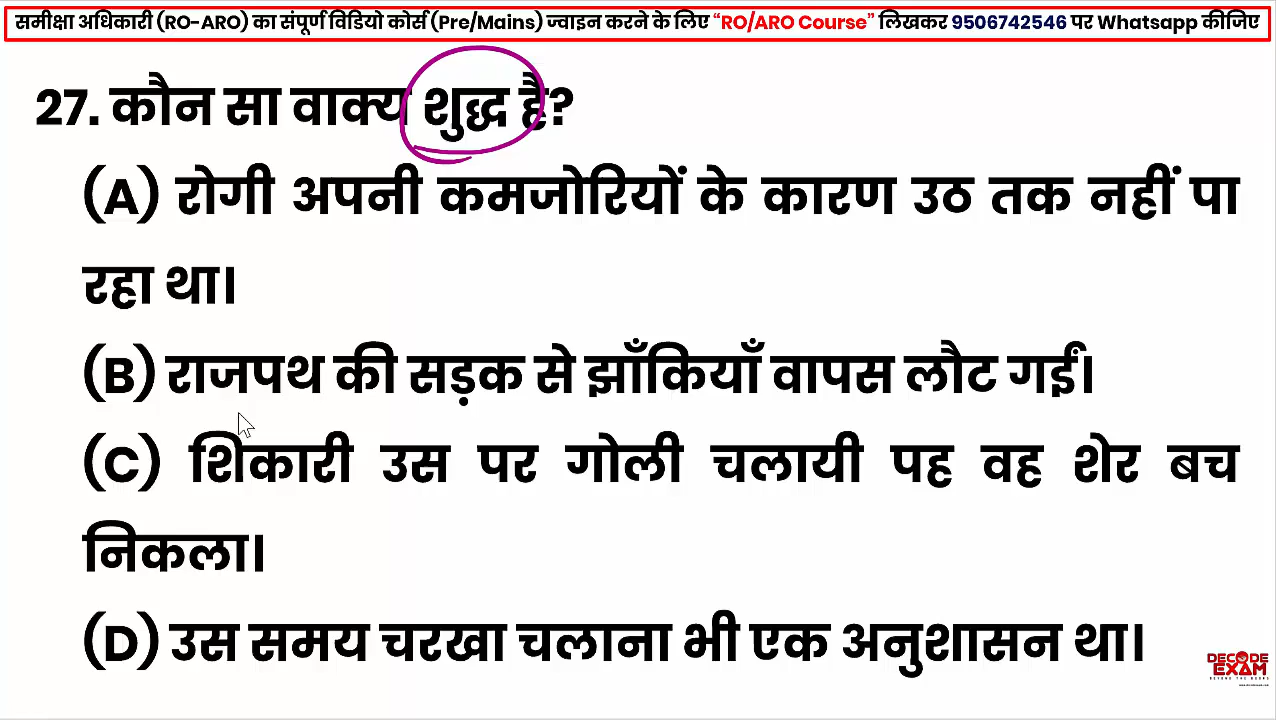 समीक्षा अधिकारी (RO-ARO) का संपूर्ण विडियो कोर्स (Pre/Mains) ज्वाइन करने के लिए “RO/ARO Course” लिखकर 9506742546 पर Whatsapp कीजिए
27. कौन सा वाक्य शुद्ध है?
(A) रोगी अपनी कमजोरियों के कारण उठ तक नहीं पा
रहा था।
(B) राजपथ की सड़क से झाँकियाँ वापस लौट गईं।
(C) शिकारी उस पर गोली चलायी पह वह शेर बच
निकला।
(D) उस समय चरखा चलाना भी एक अनुशासन था।
DECODE
EXAM